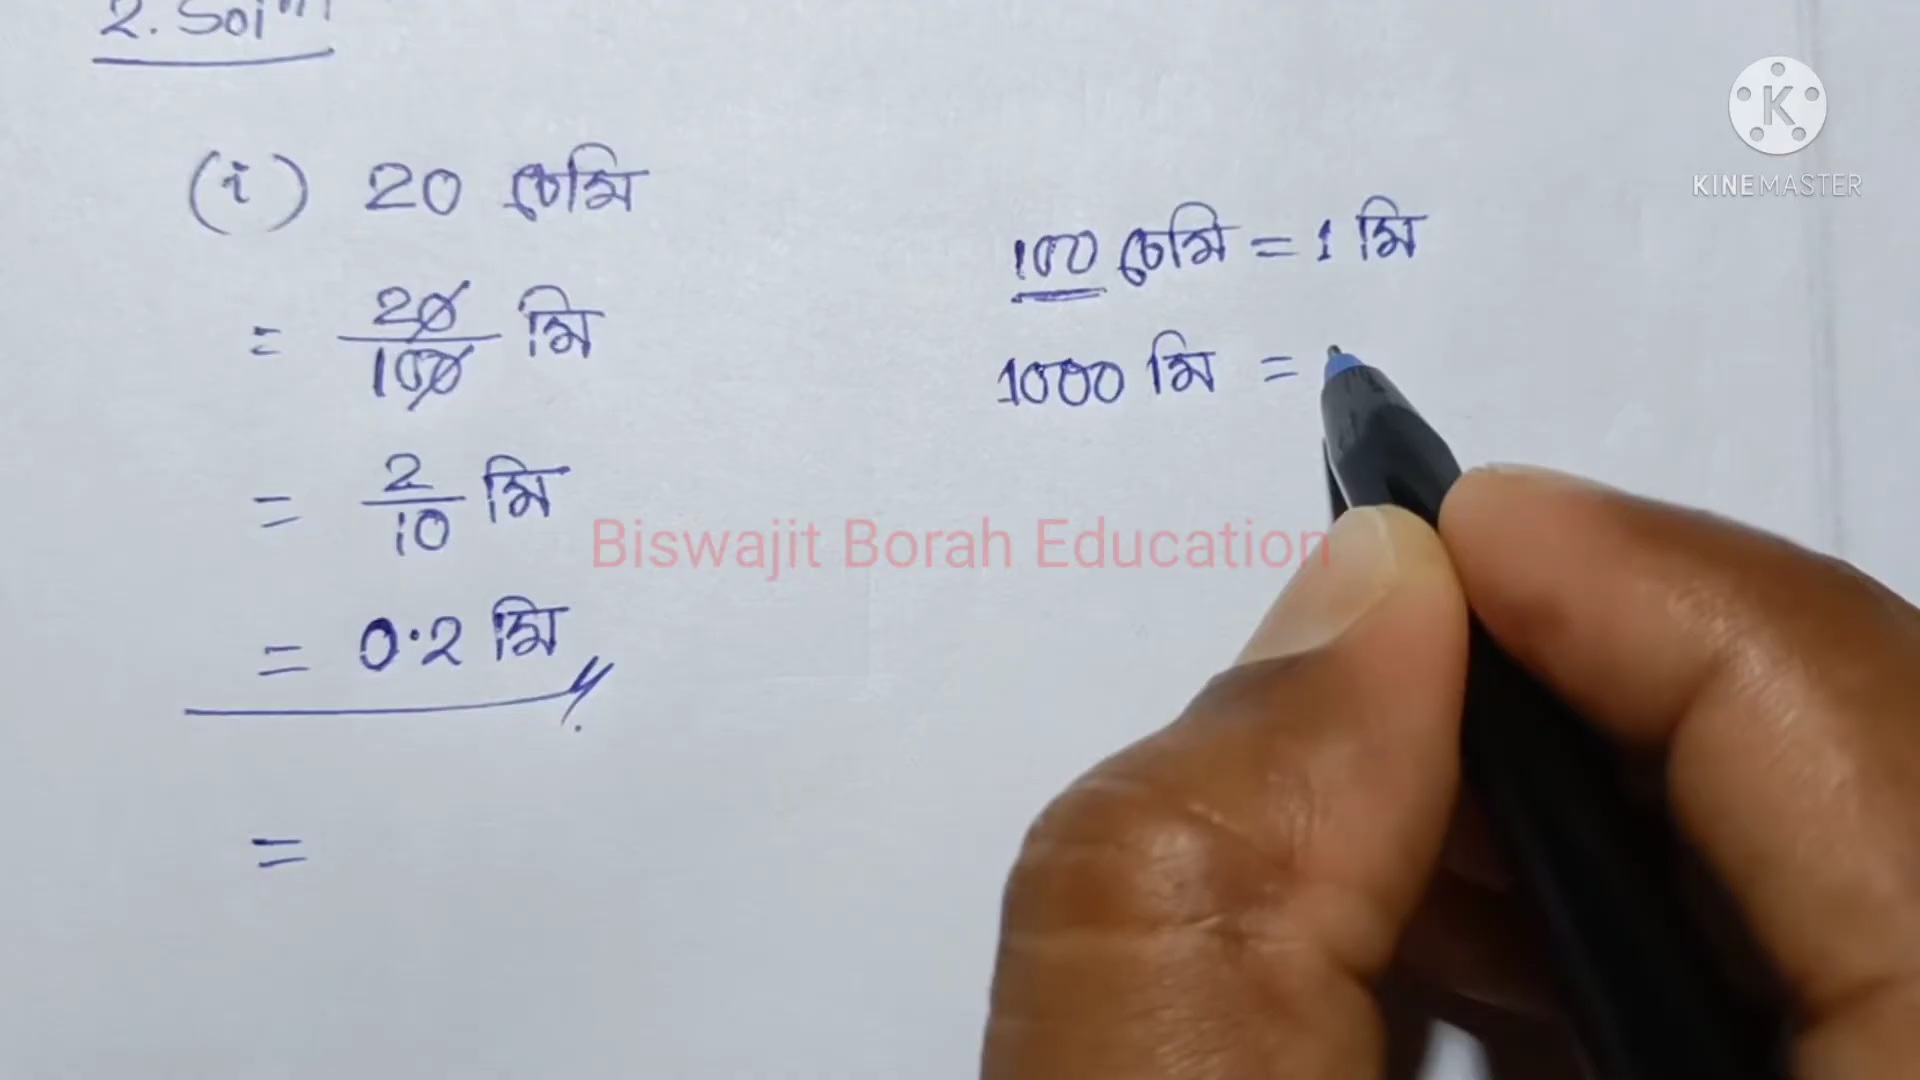 2. Solⁿ
(i) 20 চেমি
= 20/100 মি
= 2/10 মি
= 0.2 মি
=
100 চেমি = 1 মি
1000 মি =
KINEMASTER
Biswajit Borah Education